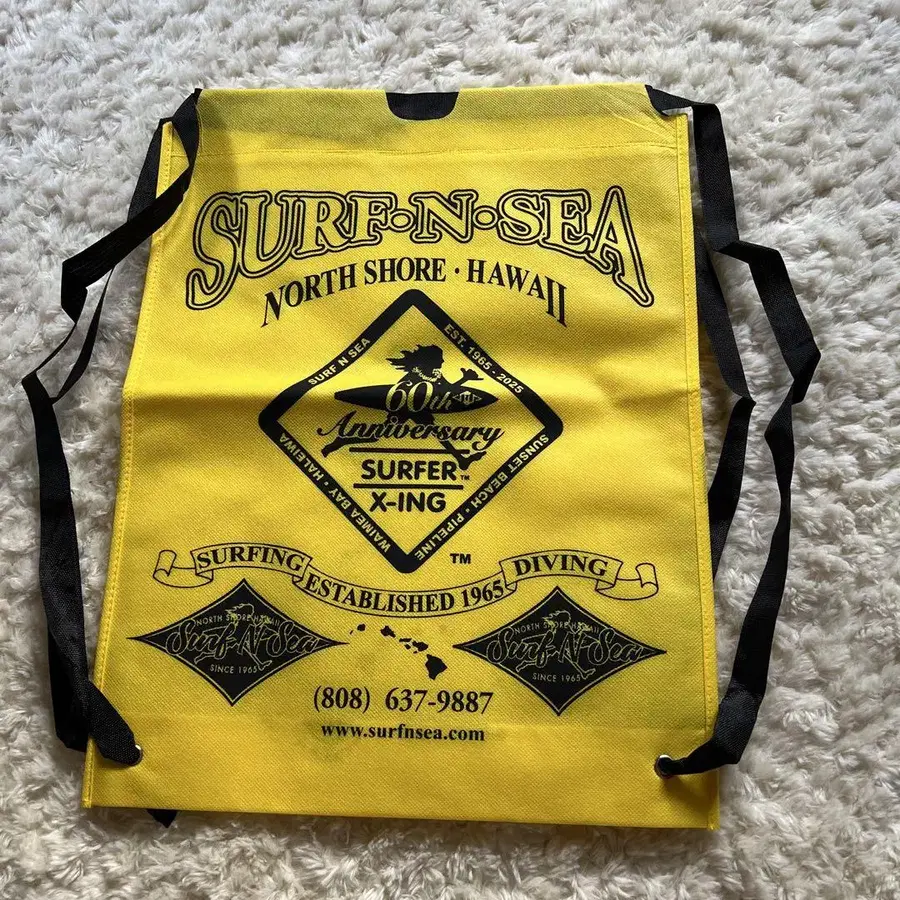 SURF•N•SEA
NORTH SHORE • HAWAII
SURF N SEA
EST. 1965 - 2025
60th
Anniversary
SURFER™
X-ING
WAIMEA BAY • HALEIWA
SUNSET BEACH • PIPELINE
TM
SURFING
ESTABLISHED 1965
DIVING
NORTH SHORE HAWAII
Surf-N-Sea
SINCE 1965
NORTH SHORE HAWAII
Surf-N-Sea
SINCE 1965
(808) 637-9887
www.surfnsea.com